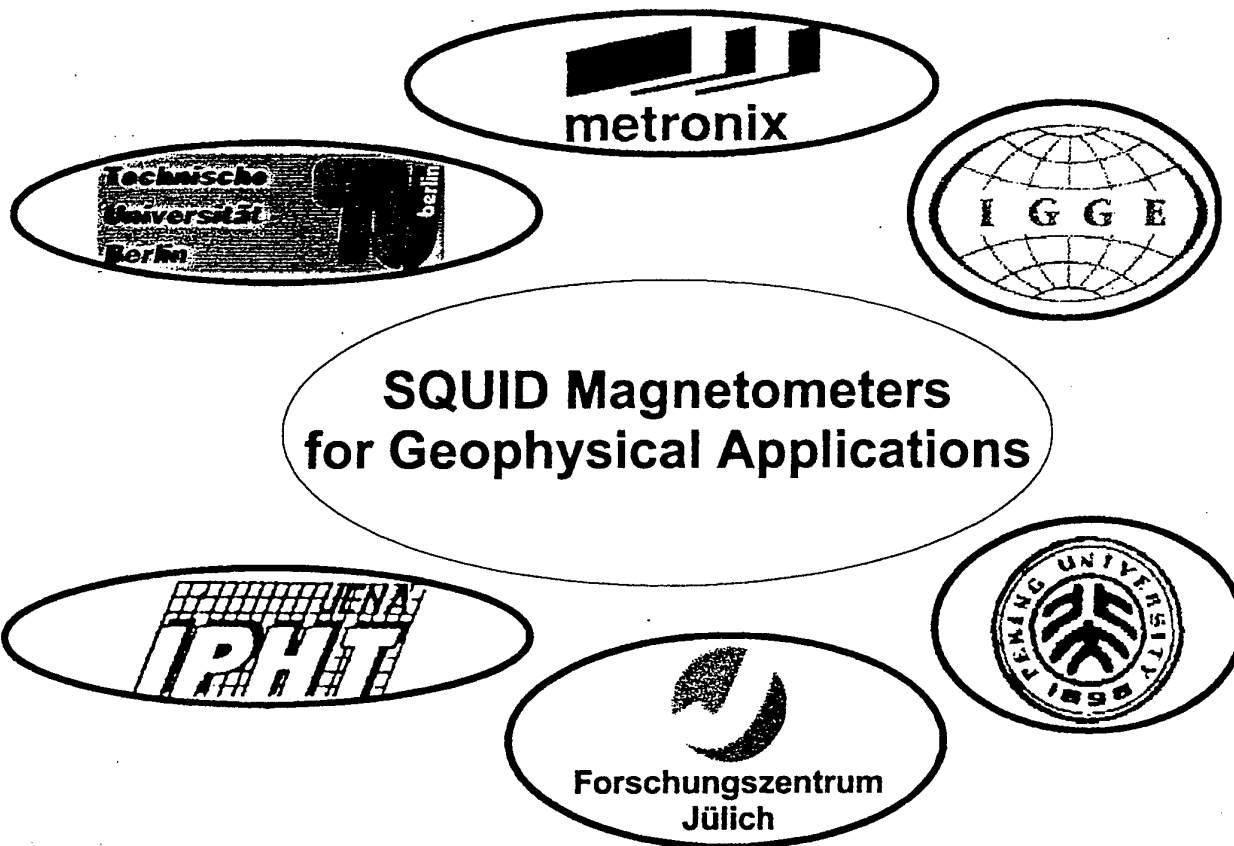 metronix
Technische
Universität
Berlin
TU
berlin
I G G E
SQUID Magnetometers
for Geophysical Applications
JENA
IPHT
PEKING UNIVERSITY
1898
Forschungszentrum
Jülich